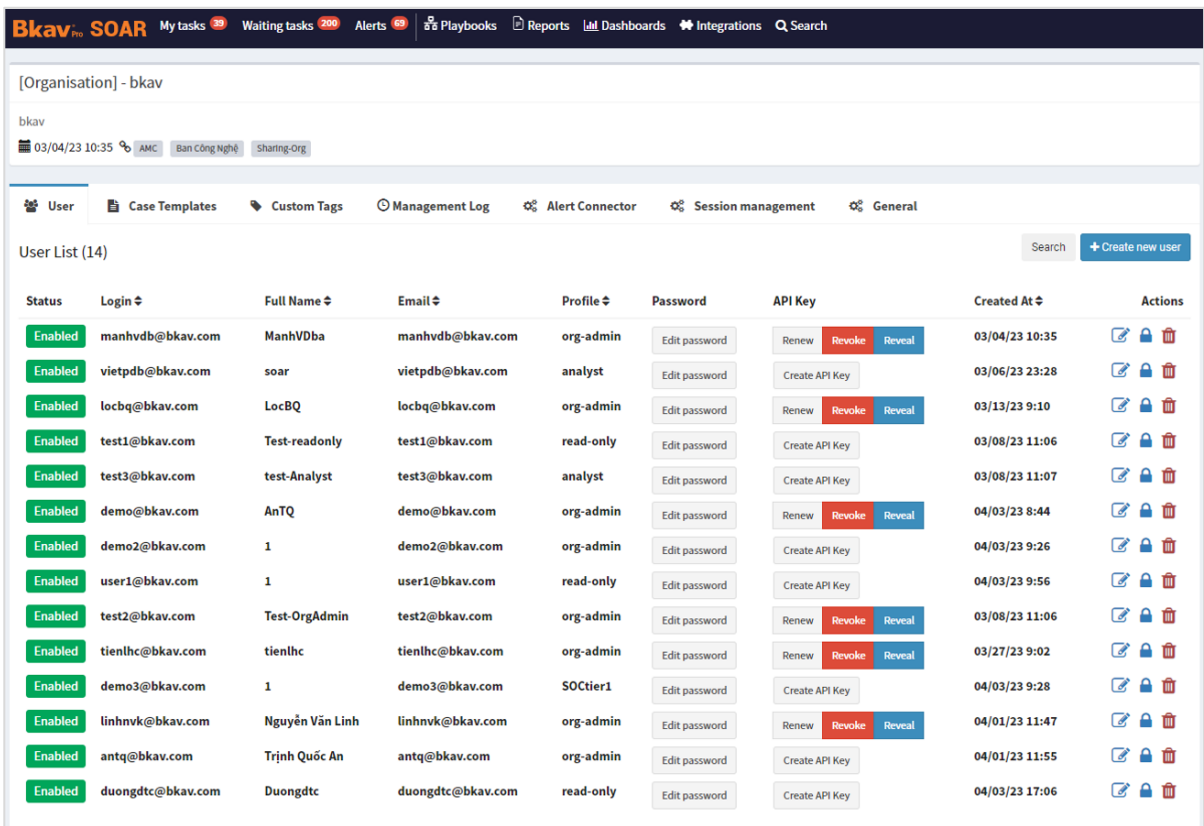 Bkav Pro SOAR My tasks 39 Waiting tasks 200 Alerts 69 Playbooks Reports Dashboards Integrations Search
[Organisation] - bkav
bkav
03/04/23 10:35 AMC Ban Công Nghệ Sharing-Org
User Case Templates Custom Tags Management Log Alert Connector Session management General
User List (14) Search + Create new user
Status Login Full Name Email Profile Password API Key Created At Actions
Enabled manhvdb@bkav.com ManhVDba manhvdb@bkav.com org-admin Edit password Renew Revoke Reveal 03/04/23 10:35
Enabled vietpdb@bkav.com soar vietpdb@bkav.com analyst Edit password Create API Key 03/06/23 23:28
Enabled locbq@bkav.com LocBQ locbq@bkav.com org-admin Edit password Renew Revoke Reveal 03/13/23 9:10
Enabled test1@bkav.com Test-readonly test1@bkav.com read-only Edit password Create API Key 03/08/23 11:06
Enabled test3@bkav.com test-Analyst test3@bkav.com analyst Edit password Create API Key 03/08/23 11:07
Enabled demo@bkav.com AnTQ demo@bkav.com org-admin Edit password Renew Revoke Reveal 04/03/23 8:44
Enabled demo2@bkav.com 1 demo2@bkav.com org-admin Edit password Create API Key 04/03/23 9:26
Enabled user1@bkav.com 1 user1@bkav.com read-only Edit password Create API Key 04/03/23 9:56
Enabled test2@bkav.com Test-OrgAdmin test2@bkav.com org-admin Edit password Renew Revoke Reveal 03/08/23 11:06
Enabled tienlhc@bkav.com tienlhc tienlhc@bkav.com org-admin Edit password Renew Revoke Reveal 03/27/23 9:02
Enabled demo3@bkav.com 1 demo3@bkav.com SOCtier1 Edit password Create API Key 04/03/23 9:28
Enabled linhnvk@bkav.com Nguyễn Văn Linh linhnvk@bkav.com org-admin Edit password Renew Revoke Reveal 04/01/23 11:47
Enabled antq@bkav.com Trịnh Quốc An antq@bkav.com org-admin Edit password Create API Key 04/01/23 11:55
Enabled duongdtc@bkav.com Duongdtc duongdtc@bkav.com read-only Edit password Create API Key 04/03/23 17:06